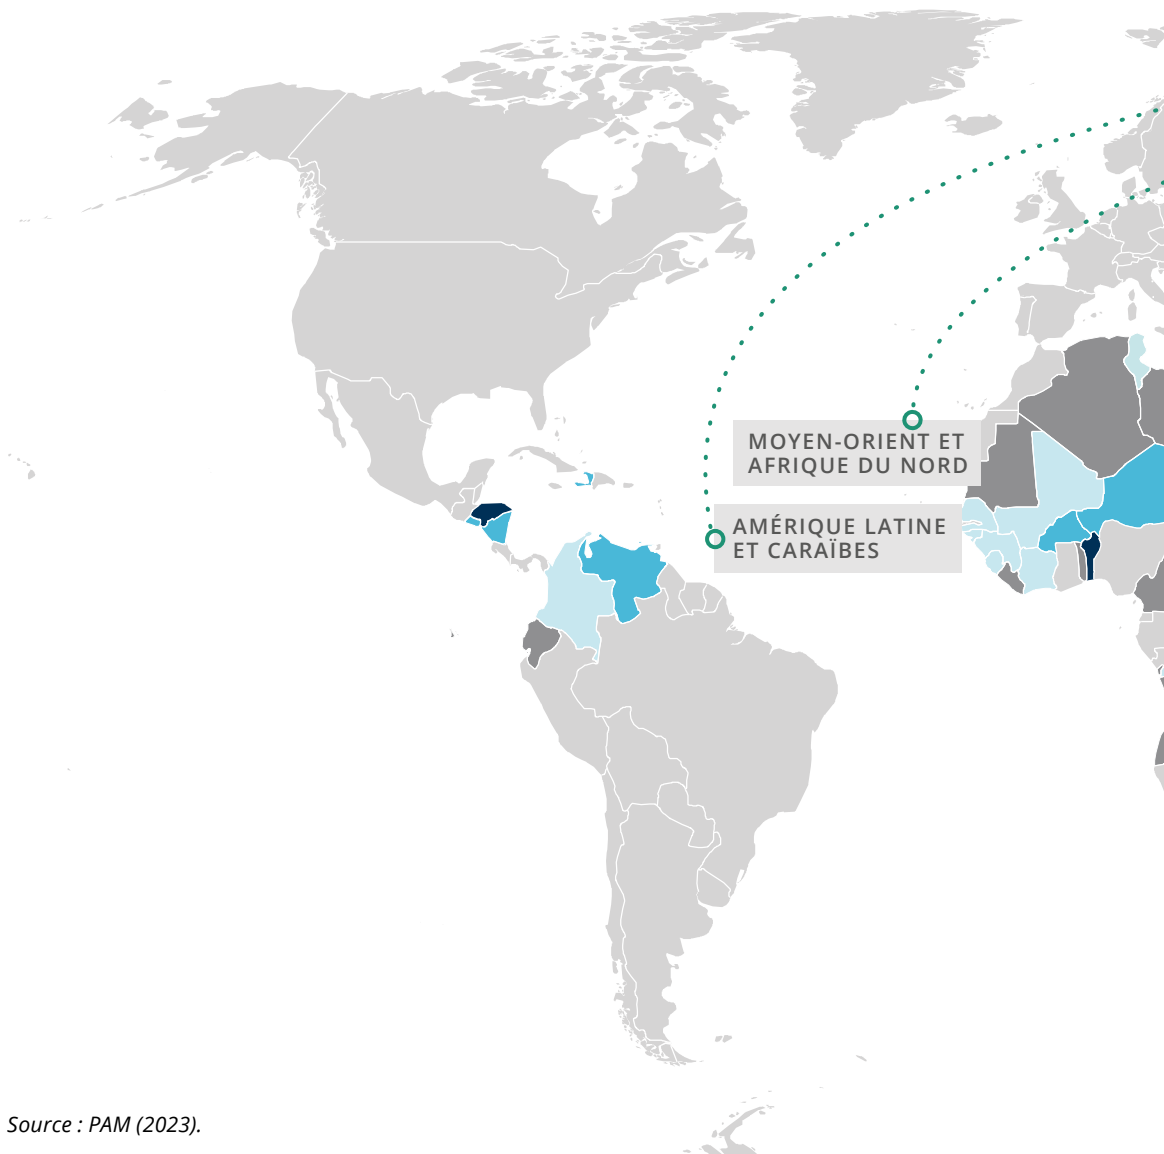 MOYEN-ORIENT ET
AFRIQUE DU NORD
AMÉRIQUE LATINE
ET CARAÏBES
Source : PAM (2023).